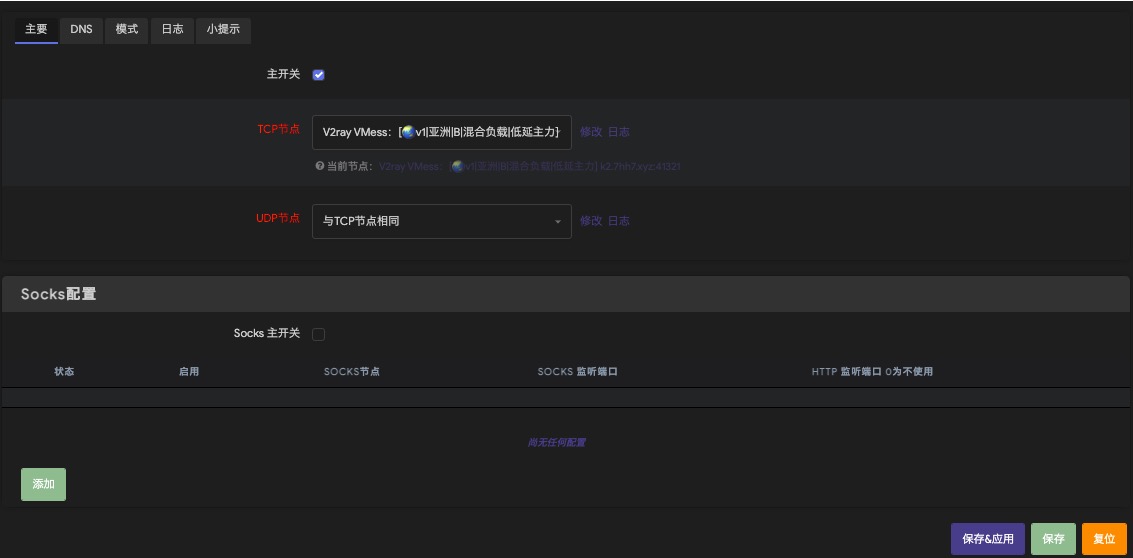 主要 DNS 模式 日志 小提示
主开关
TCP节点 V2ray VMess：[🌏v1|亚洲|B|混合负载|低延主力] 修改 日志
当前节点：V2ray VMess：[🌏v1|亚洲|B|混合负载|低延主力] k2.7hh7.xyz:41321
UDP节点 与TCP节点相同 修改 日志
Socks配置
Socks 主开关
状态 启用 SOCKS节点 SOCKS 监听端口 HTTP 监听端口 0为不使用
尚无任何配置
添加
保存&应用 保存 复位